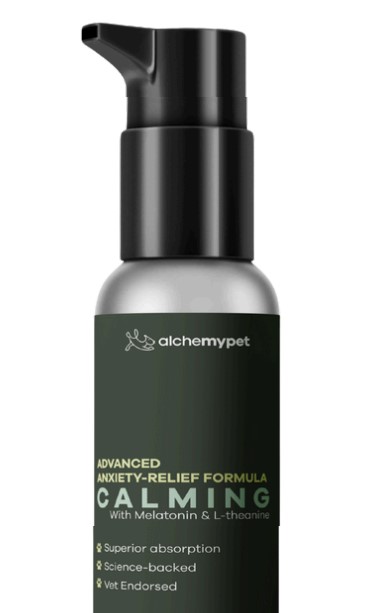 alchemypet
ADVANCED
ANXIETY-RELIEF FORMULA
CALMING
With Melatonin & L-theanine
Superior absorption
Science-backed
Vet Endorsed